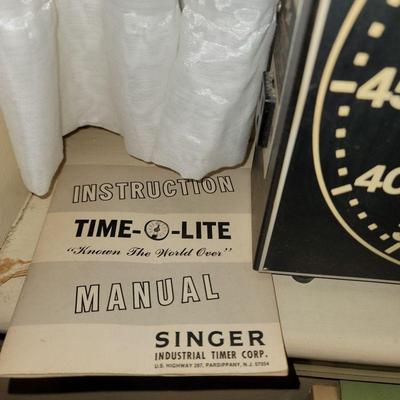 INSTRUCTION
TIME-O-LITE
"Known The World Over"
MANUAL
SINGER
INDUSTRIAL TIMER CORP.
U.S. HIGHWAY 287, PARSIPPANY, N. J. 07054
45
40